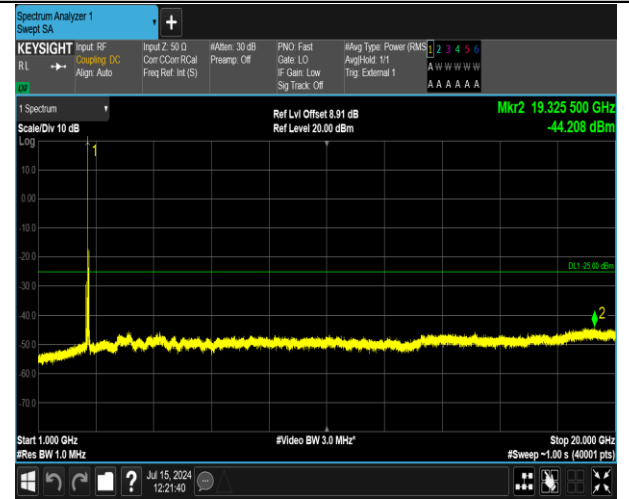 Spectrum Analyzer 1
Swept SA
+
KEYSIGHT Input: RF Input Z: 50 Ω #Atten: 30 dB PNO: Fast #Avg Type: Power (RMS 1 2 3 4 5 6
RL Coupling: DC Corr CCorr RCal Preamp: Off Gate: LO Avg|Hold: 1/1 A W W W W W
Align: Auto Freq Ref: Int (S) IF Gain: Low Trig: External 1
Sig Track: Off A A A A A A
LXI
1 Spectrum
Ref Lvl Offset 8.91 dB Mkr2 19.325 500 GHz
Scale/Div 10 dB Ref Level 20.00 dBm -44.208 dBm
Log
1
10.0
0.00
-10.0
-20.0
DL1 -25.00 dBm
-30.0
-40.0
2
-50.0
-60.0
-70.0
Start 1.000 GHz #Video BW 3.0 MHz* Stop 20.000 GHz
#Res BW 1.0 MHz #Sweep ~1.00 s (40001 pts)
? Jul 15, 2024
12:21:40